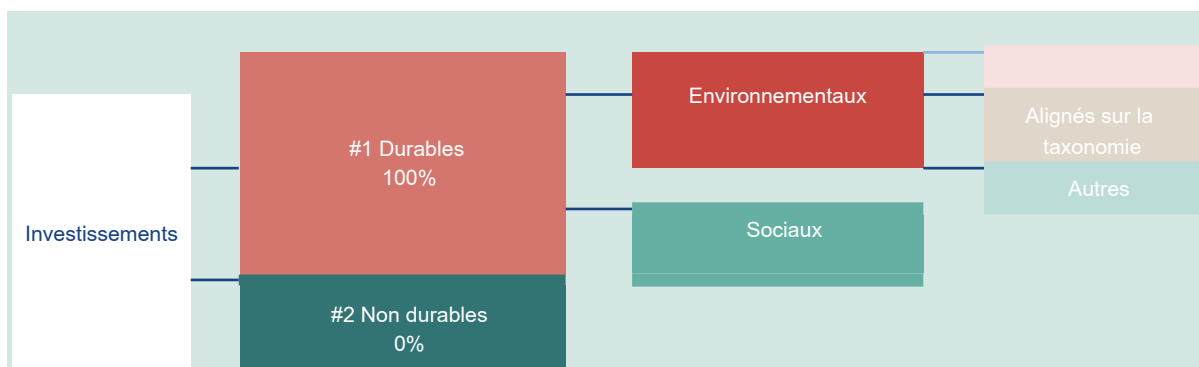 Investissements
#1 Durables
100%
#2 Non durables
0%
Environnementaux
Sociaux
Alignés sur la
taxonomie
Autres